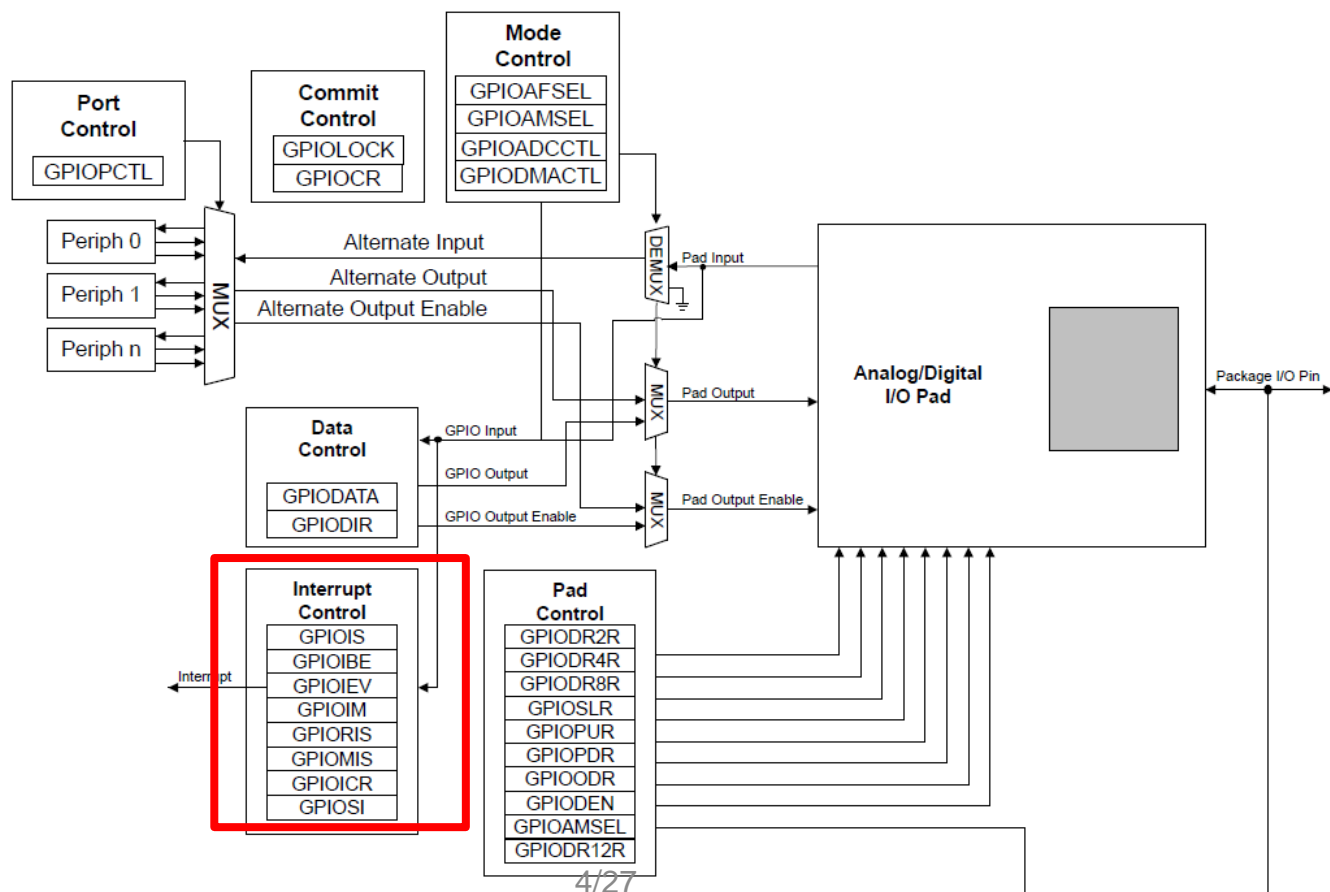 Mode
Control
GPIOAFSEL
GPIOAMSEL
GPIOADCCTL
GPIODMACTL
Commit
Control
GPIOLOCK
GPIOCR
Port
Control
GPIOPCTL
Periph 0
Periph 1
Periph n
MUX
Alternate Input
Alternate Output
Alternate Output Enable
DEMUX
Pad Input
MUX
Pad Output
MUX
Pad Output Enable
Analog/Digital
I/O Pad
Package I/O Pin
Data
Control
GPIODATA
GPIODIR
GPIO Input
GPIO Output
GPIO Output Enable
Interrupt
Control
GPIOIS
GPIOIBE
GPIOIEV
GPIOIM
GPIORIS
GPIOMIS
GPIOICR
GPIOSI
Interrupt
Pad
Control
GPIODR2R
GPIODR4R
GPIODR8R
GPIOSLR
GPIOPUR
GPIOPDR
GPIOODR
GPIODEN
GPIOAMSEL
GPIODR12R
4/27